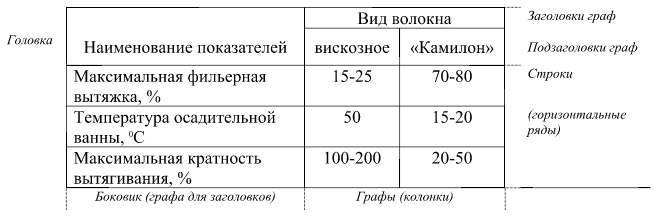 Вид волокна
Заголовки граф
Головка
Наименование показателей
вискозное
«Камилон»
Подзаголовки граф
Максимальная фильерная
вытяжка, %
15-25
70-80
Строки
Температура осадительной
ванны, ⁰С
50
15-20
(горизонтальные
ряды)
Максимальная кратность
вытягивания, %
100-200
20-50
Боковик (графа для заголовков)
Графы (колонки)